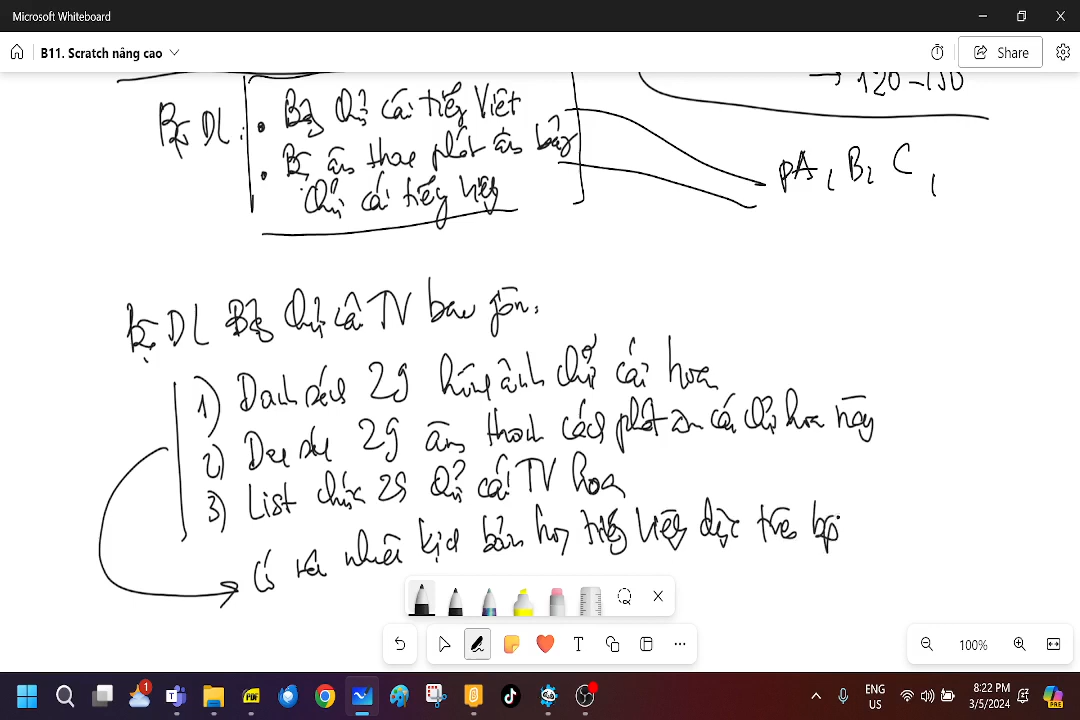 Microsoft Whiteboard
B11. Scratch nâng cao
Share
→ 120 - 150
Bộ DL:
• Bảng chữ cái tiếng Việt
• Bộ âm thanh phát âm bảng
chữ cái tiếng Việt
A, B, C,
Bộ DL Bảng chữ cái TV bao gồm:
1) Danh sách 29 hình ảnh chữ cái hoa
2) Danh sách 29 âm thanh cách phát âm các chữ hoa này
3) List chứa 29 chữ cái TV hoa
Có rất nhiều kịch bản học tiếng Việt dựa trên bộ
100%
1
ENG
US
8:22 PM
3/5/2024
PRE